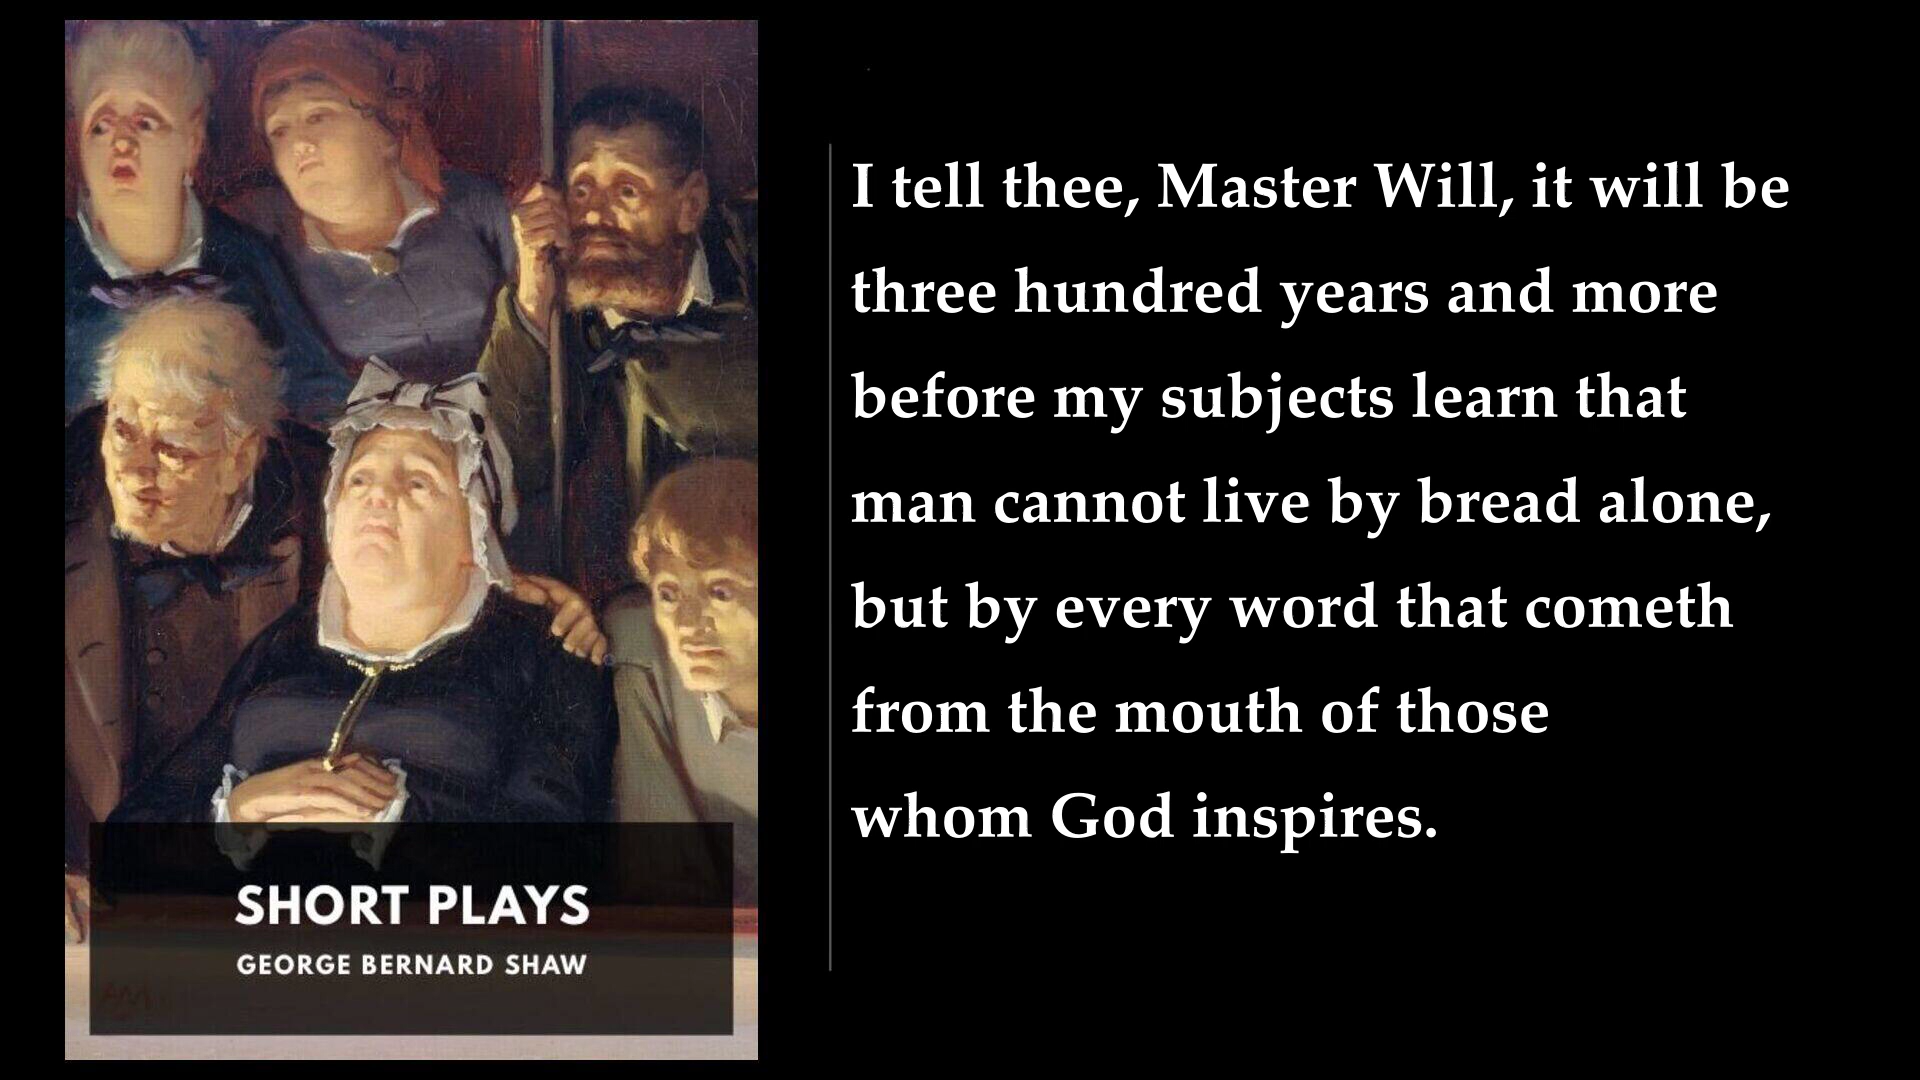 SHORT PLAYS
GEORGE BERNARD SHAW
I tell thee, Master Will, it will be
three hundred years and more
before my subjects learn that
man cannot live by bread alone,
but by every word that cometh
from the mouth of those
whom God inspires.